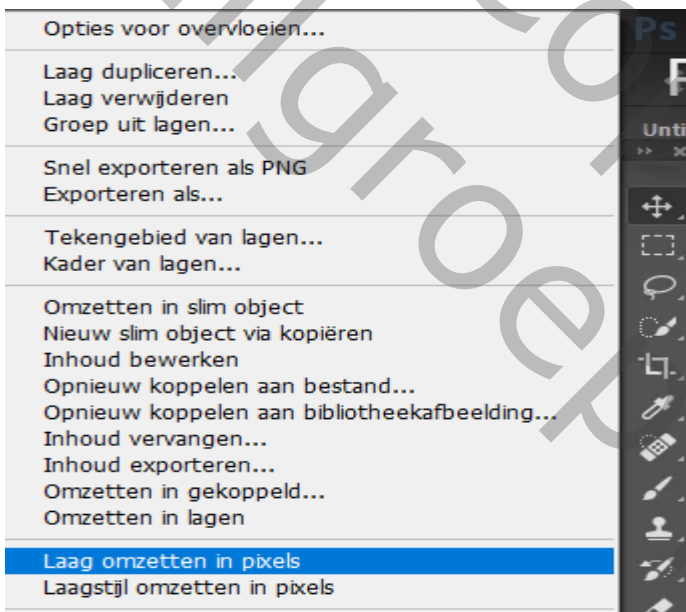 Opties voor overvloeien...
Laag dupliceren...
Laag verwijderen
Groep uit lagen...
Snel exporteren als PNG
Exporteren als...
Tekengebied van lagen...
Kader van lagen...
Omzetten in slim object
Nieuw slim object via kopiëren
Inhoud bewerken
Opnieuw koppelen aan bestand...
Opnieuw koppelen aan bibliotheekafbeelding...
Inhoud vervangen...
Inhoud exporteren...
Omzetten in gekoppeld...
Omzetten in lagen
Laag omzetten in pixels
Laagstijl omzetten in pixels
Ps
Unti